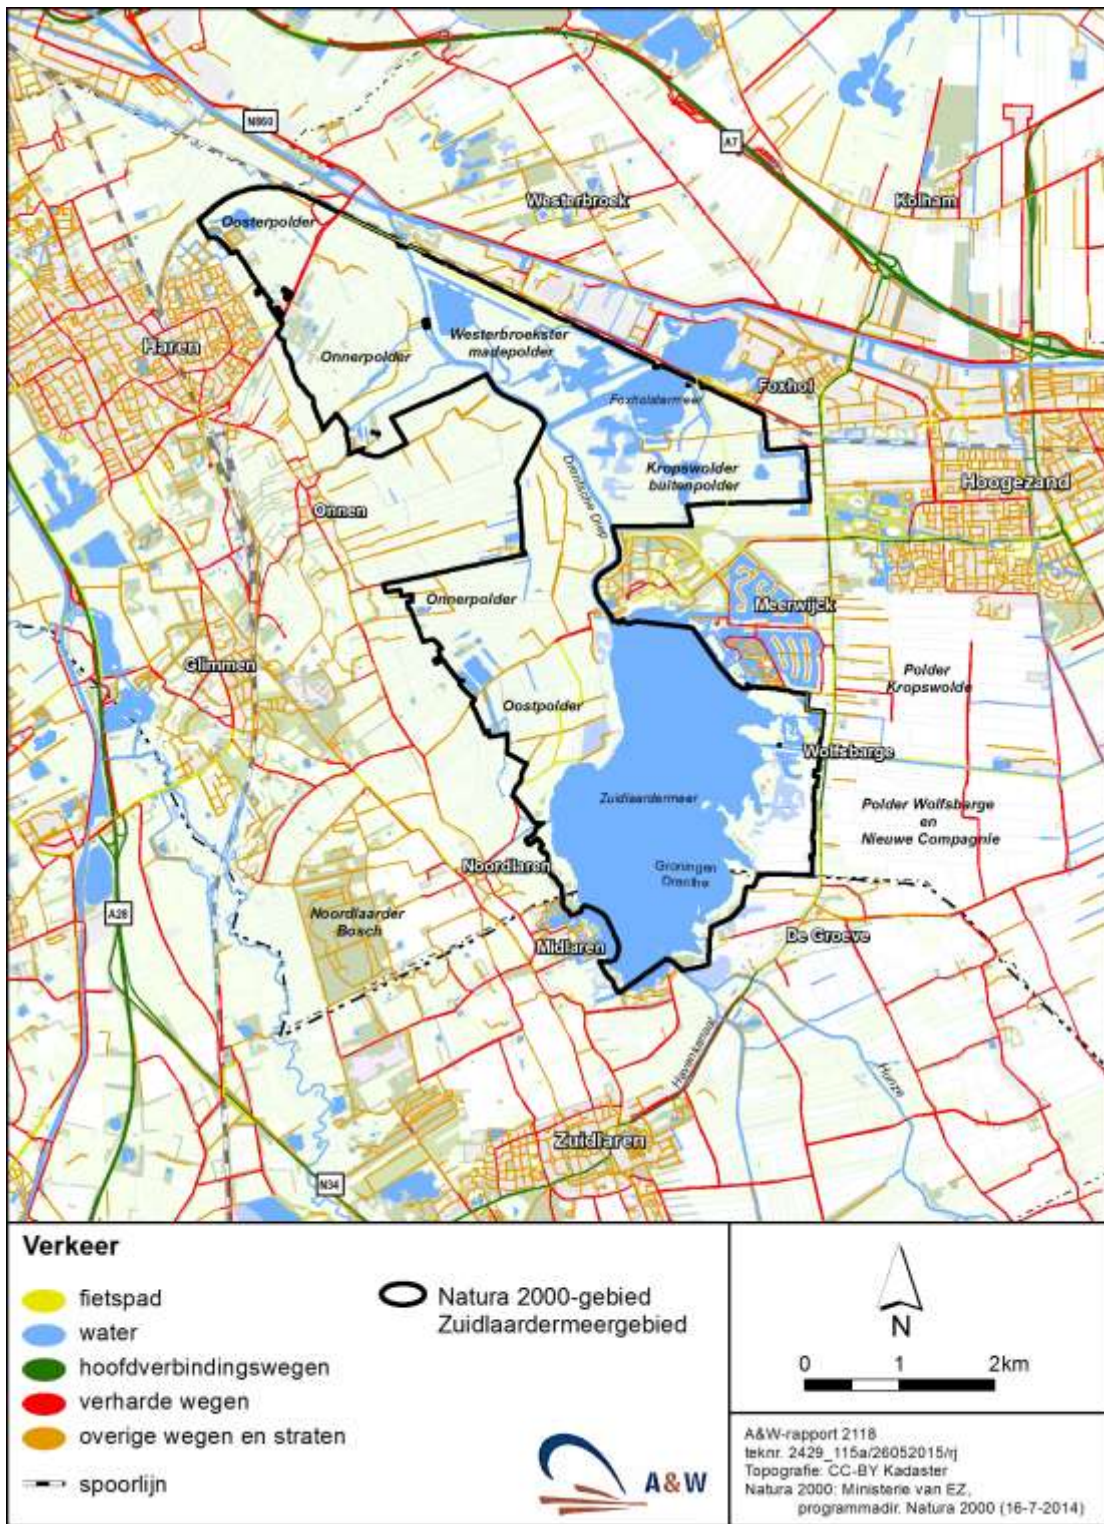 N860
A7
Westerbroek
Kolham
Oosterpolder
Haren
Onnerpolder
Westerbroekster
madepolder
Foxhol
Foxholstermeer
Drentsche Diep
Kropswolder
buitenpolder
Hoogezand
Onnen
Onnerpolder
Meerwijck
Glimmen
Polder
Kropswolde
Oostpolder
Wolfsbarge
Zuidlaardermeer
Polder Wolfsbarge
en
Nieuwe Compagnie
Noordlaren
Groningen
Drenthe
A28
Noordlaarder
Bosch
Midlaren
De Groeve
Havenkanaal
Hunze
Zuidlaren
N34
Verkeer
fietspad
water
hoofdverbindingswegen
verharde wegen
overige wegen en straten
spoorlijn
Natura 2000-gebied
Zuidlaardermeergebied
A&W
N
0 1 2km
A&W-rapport 2118
teknr. 2429_115a/26052015/rj
Topografie: CC-BY Kadaster
Natura 2000: Ministerie van EZ,
programmadir. Natura 2000 (16-7-2014)